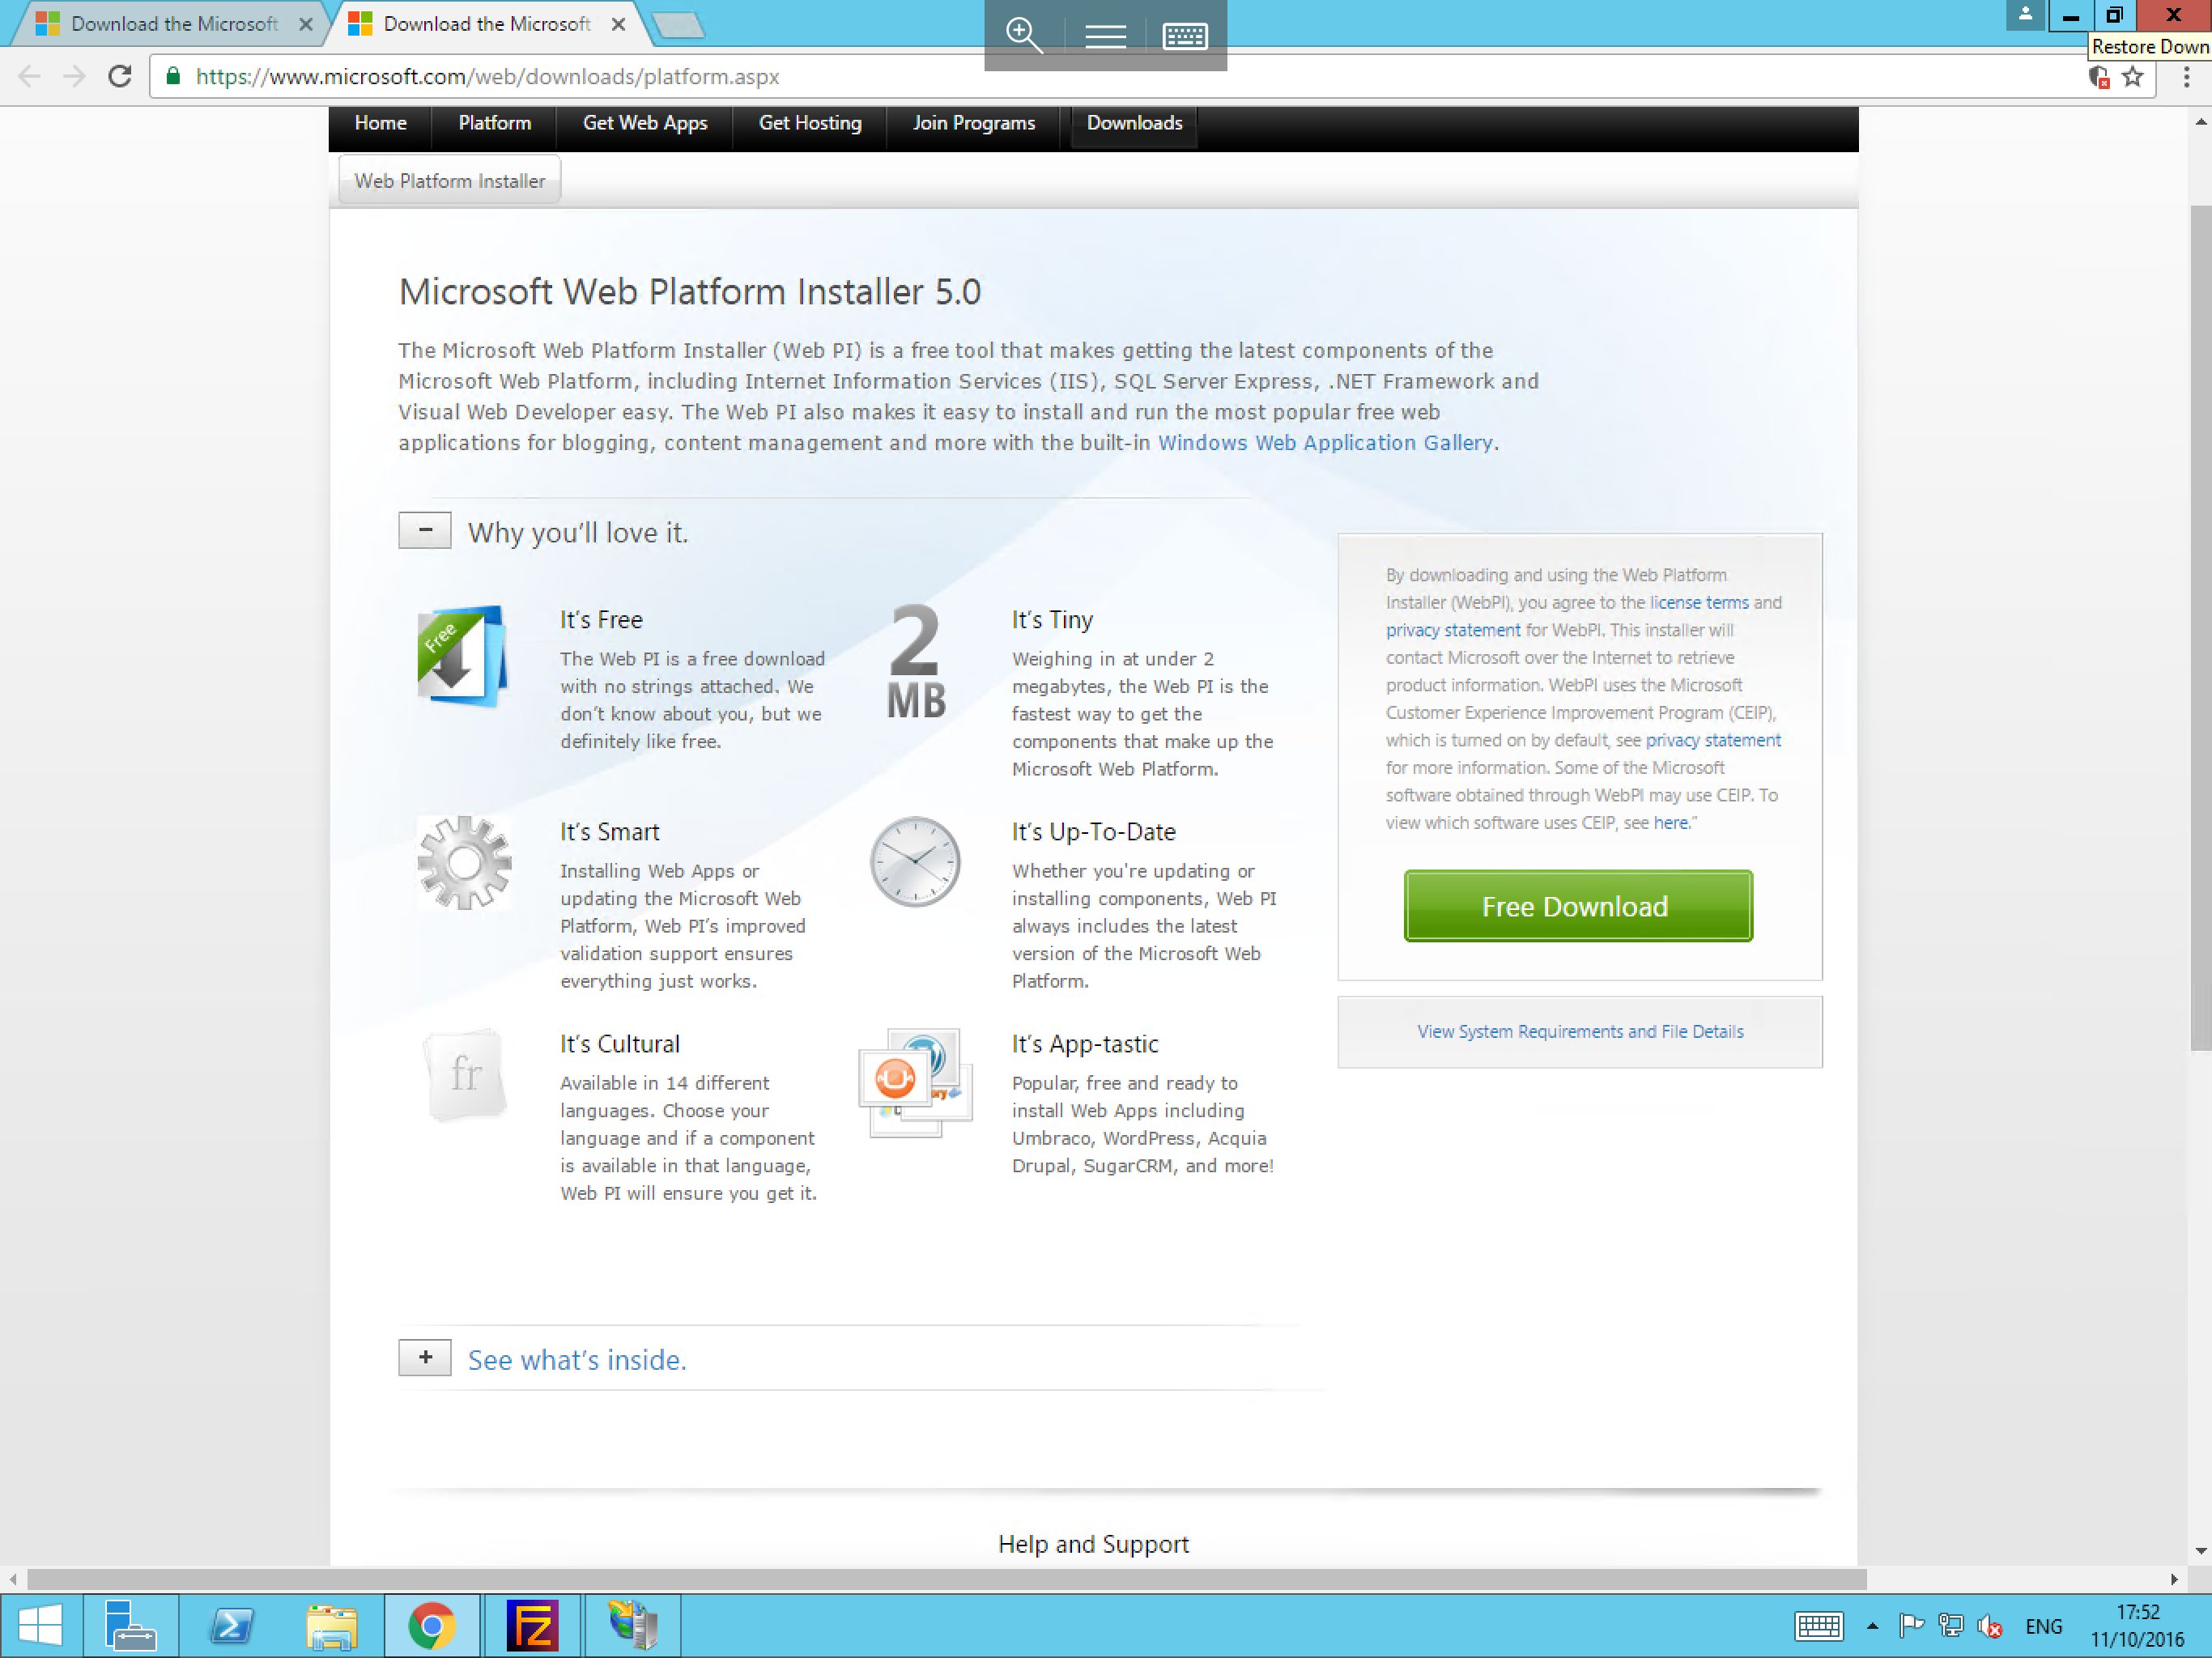 Download the Microsoft
Download the Microsoft
Restore Down
https://www.microsoft.com/web/downloads/platform.aspx
Home
Platform
Get Web Apps
Get Hosting
Join Programs
Downloads
Web Platform Installer
Microsoft Web Platform Installer 5.0
The Microsoft Web Platform Installer (Web PI) is a free tool that makes getting the latest components of the
Microsoft Web Platform, including Internet Information Services (IIS), SQL Server Express, .NET Framework and
Visual Web Developer easy. The Web PI also makes it easy to install and run the most popular free web
applications for blogging, content management and more with the built-in Windows Web Application Gallery.
Why you'll love it.
Free
It's Free
The Web PI is a free download
with no strings attached. We
don't know about you, but we
definitely like free.
2
MB
It's Tiny
Weighing in at under 2
megabytes, the Web PI is the
fastest way to get the
components that make up the
Microsoft Web Platform.
It's Smart
Installing Web Apps or
updating the Microsoft Web
Platform, Web PI's improved
validation support ensures
everything just works.
It's Up-To-Date
Whether you're updating or
installing components, Web PI
always includes the latest
version of the Microsoft Web
Platform.
fr
It's Cultural
Available in 14 different
languages. Choose your
language and if a component
is available in that language,
Web PI will ensure you get it.
It's App-tastic
Popular, free and ready to
install Web Apps including
Umbraco, WordPress, Acquia
Drupal, SugarCRM, and more!
By downloading and using the Web Platform
Installer (WebPI), you agree to the license terms and
privacy statement for WebPI. This installer will
contact Microsoft over the Internet to retrieve
product information. WebPI uses the Microsoft
Customer Experience Improvement Program (CEIP),
which is turned on by default, see privacy statement
for more information. Some of the Microsoft
software obtained through WebPI may use CEIP. To
view which software uses CEIP, see here."
Free Download
View System Requirements and File Details
See what's inside.
Help and Support
FZ
ENG
17:52
11/10/2016